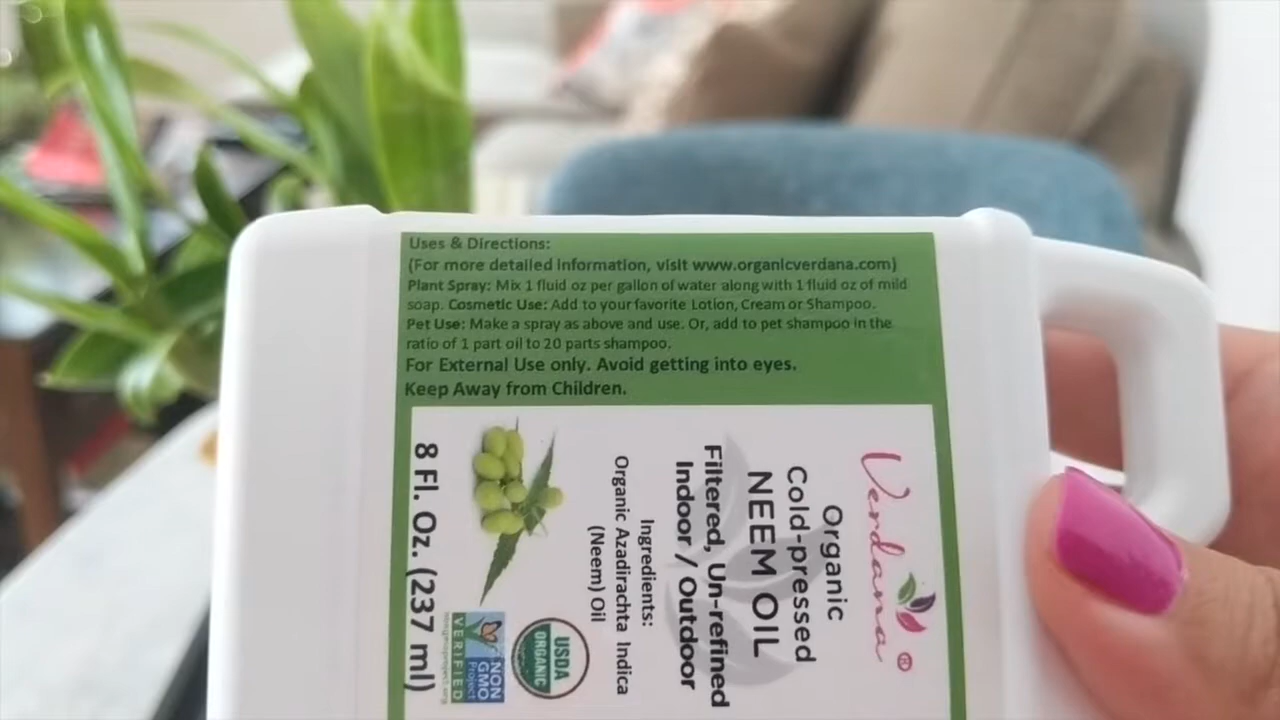 Uses & Directions:
(For more detailed information, visit www.organicverdana.com)
Plant Spray: Mix 1 fluid oz per gallon of water along with 1 fluid oz of mild
soap. Cosmetic Use: Add to your favorite Lotion, Cream or Shampoo.
Pet Use: Make a spray as above and use. Or, add to pet shampoo in the
ratio of 1 part oil to 20 parts shampoo.
For External Use only. Avoid getting into eyes.
Keep Away from Children.
Verdana®
Organic
Cold-pressed
NEEM OIL
Filtered, Un-refined
Indoor / Outdoor
Ingredients:
Organic Azadirachta Indica
(Neem) Oil
USDA
ORGANIC
NON
GMO
Project
VERIFIED
8 Fl. Oz. (237 ml)